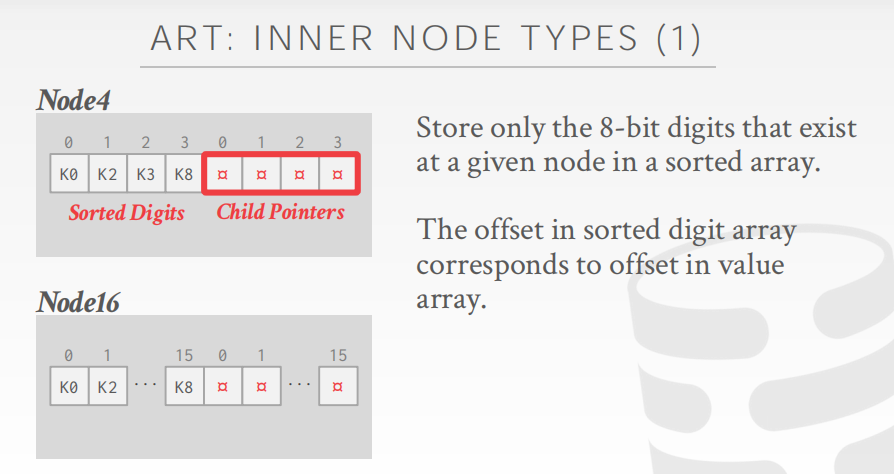 ART: INNER NODE TYPES (1)
Node4
0 1 2 3 0 1 2 3
K0 K2 K3 K8 ¤ ¤ ¤ ¤
Sorted Digits Child Pointers
Node16
0 1 15 0 1 15
K0 K2 ··· K8 ¤ ¤ ··· ¤
Store only the 8-bit digits that exist
at a given node in a sorted array.
The offset in sorted digit array
corresponds to offset in value
array.